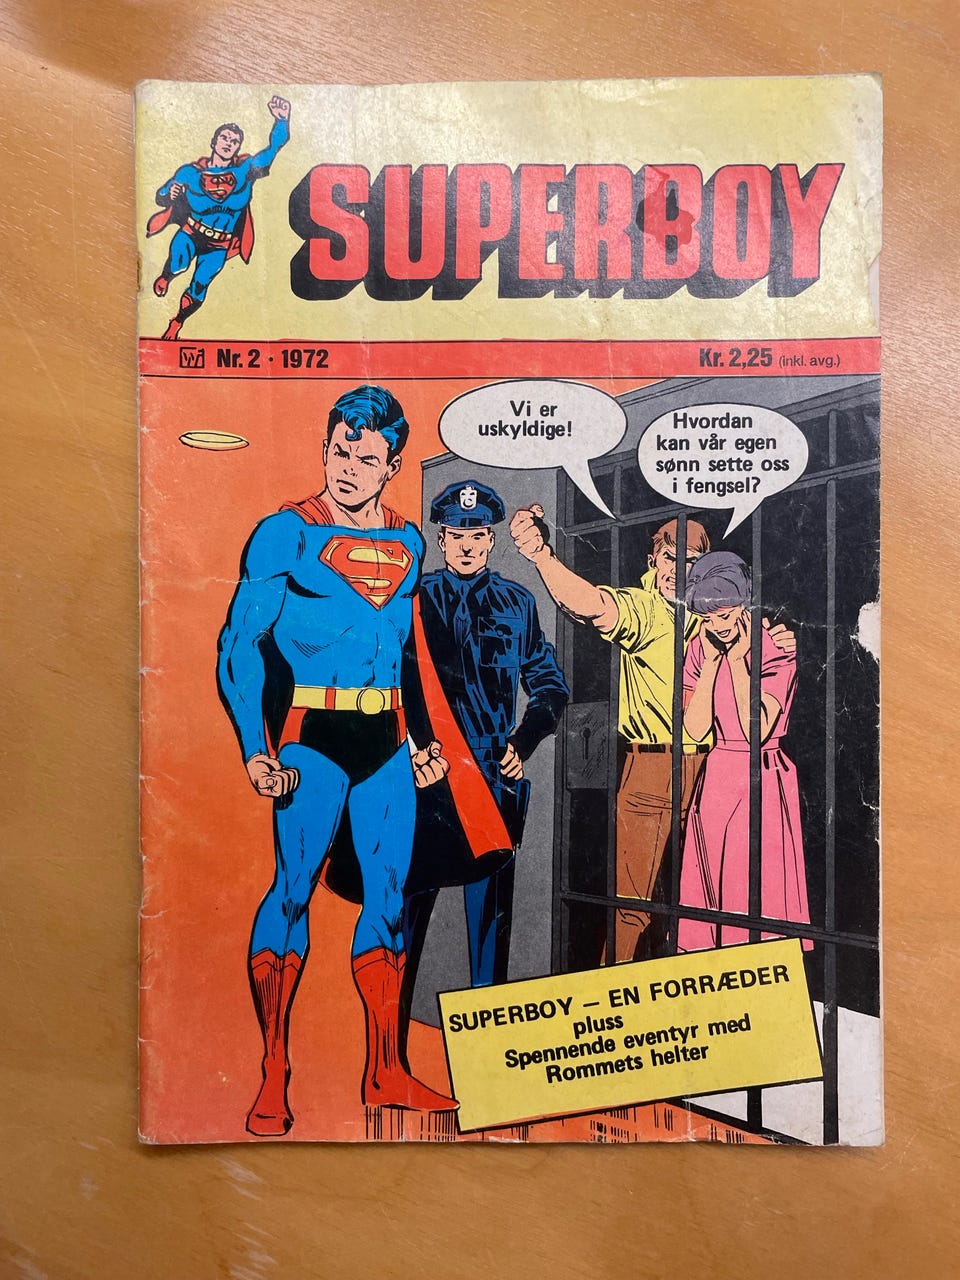 SUPERBOY
Wi Nr. 2 · 1972 Kr. 2,25 (inkl. avg.)
Vi er
uskyldige!
Hvordan
kan vår egen
sønn sette oss
i fengsel?
S
SUPERBOY – EN FORRÆDER
pluss
Spennende eventyr med
Rommets helter